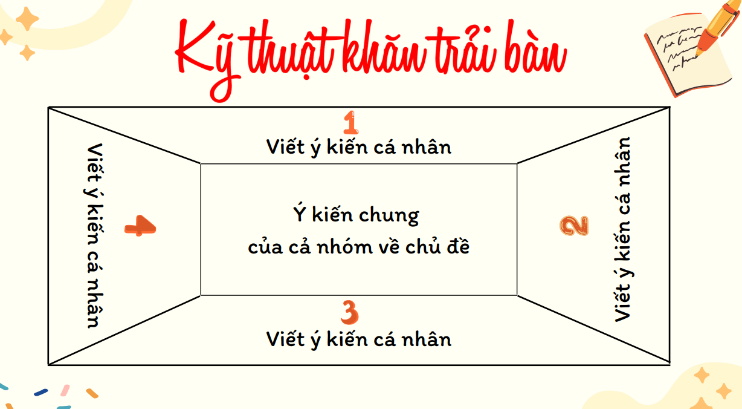 Kỹ thuật khăn trải bàn
1
Viết ý kiến cá nhân
4
Viết ý kiến cá nhân
Ý kiến chung
của cả nhóm về chủ đề
2
Viết ý kiến cá nhân
3
Viết ý kiến cá nhân